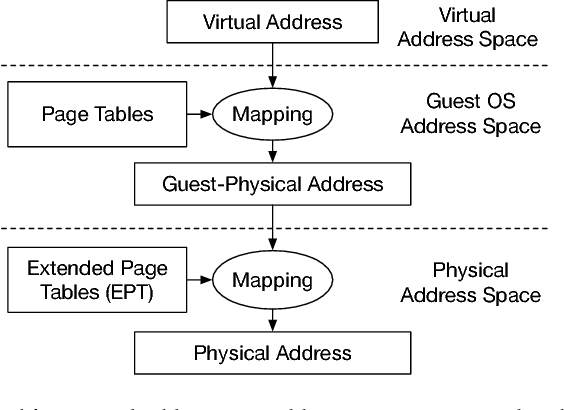 Virtual Address
Virtual
Address Space
Page Tables
Mapping
Guest OS
Address Space
Guest-Physical Address
Extended Page
Tables (EPT)
Mapping
Physical
Address Space
Physical Address